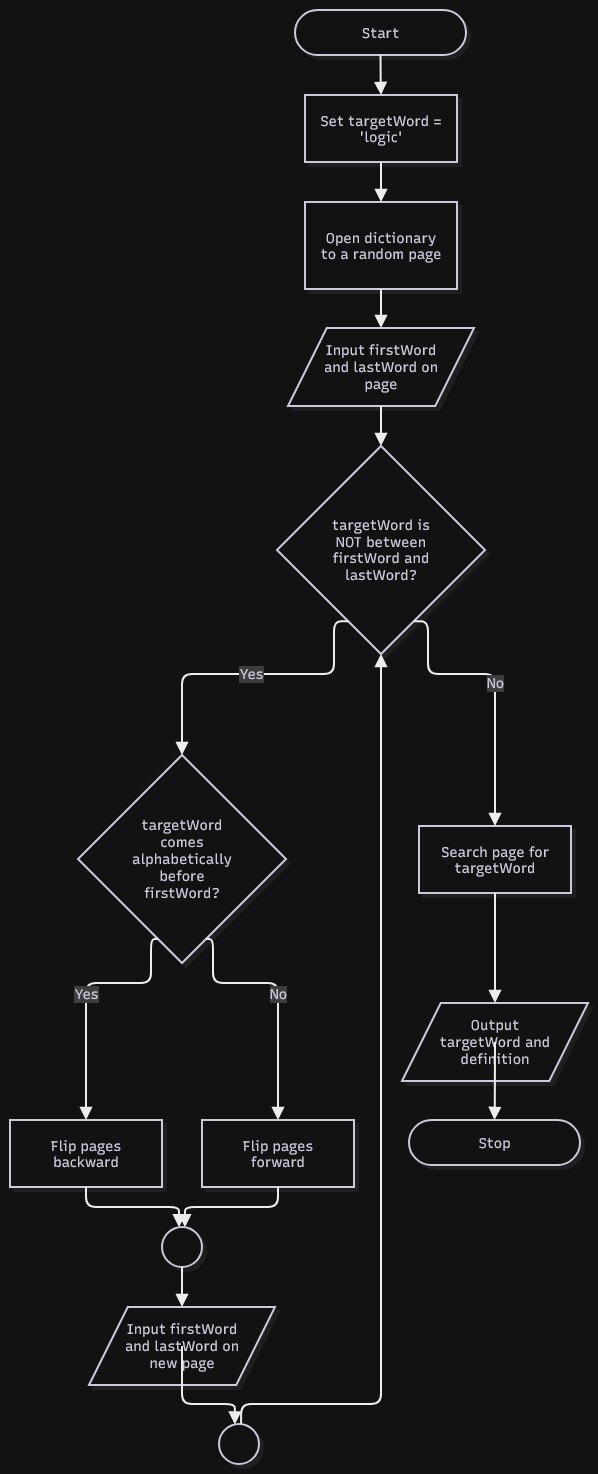 Start
Set targetWord =
'logic'
Open dictionary
to a random page
Input firstWord
and lastWord on
page
targetWord is
NOT between
firstWord and
lastWord?
Yes
No
targetWord
comes
alphabetically
before
firstWord?
Search page for
targetWord
Yes
No
Output
targetWord and
definition
Flip pages
backward
Flip pages
forward
Stop
Input firstWord
and lastWord on
new page